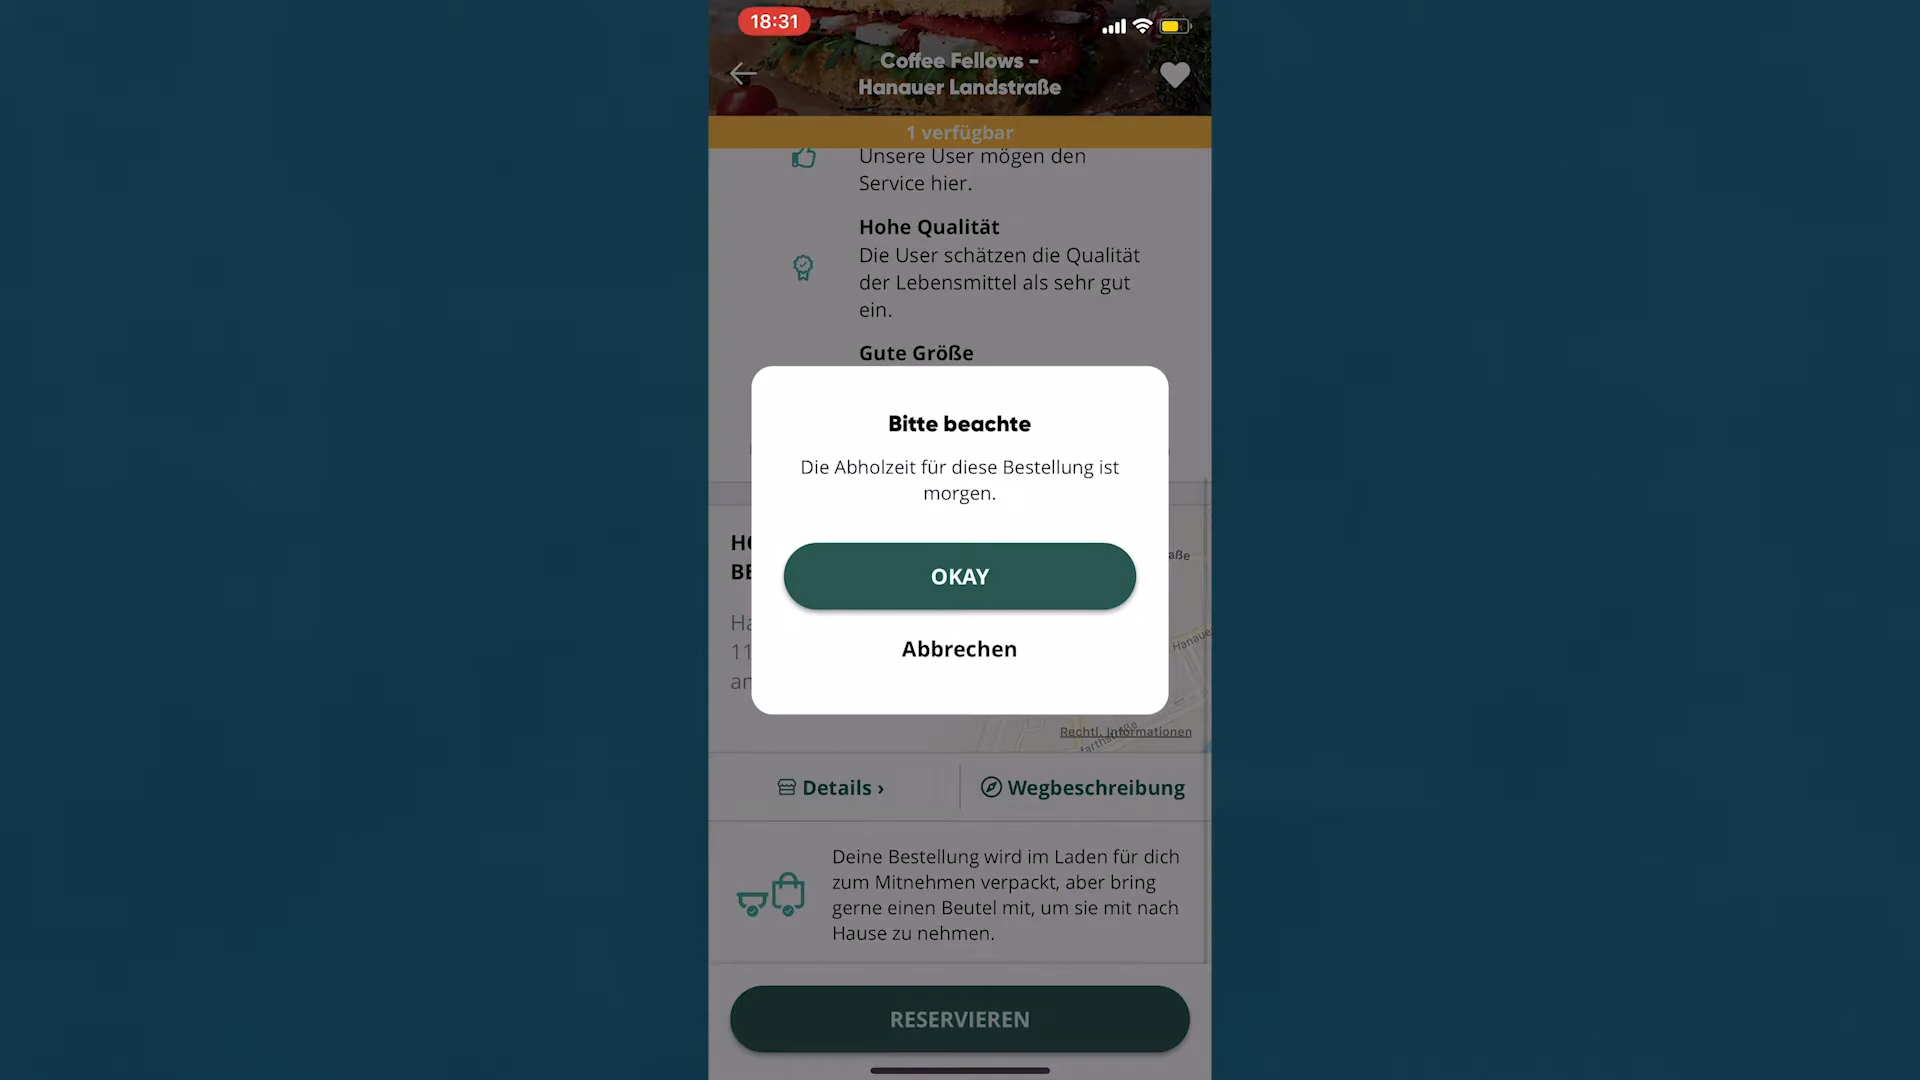 18:31
Coffee Fellows -
Hanauer Landstraße
1 verfügbar
Unsere User mögen den
Service hier.
Hohe Qualität
Die User schätzen die Qualität
der Lebensmittel als sehr gut
ein.
Gute Größe
Bitte beachte
Die Abholzeit für diese Bestellung ist
morgen.
OKAY
Abbrechen
aße
Hanauer
Rechtl. Informationen
Details ›
Wegbeschreibung
Deine Bestellung wird im Laden für dich
zum Mitnehmen verpackt, aber bring
gerne einen Beutel mit, um sie mit nach
Hause zu nehmen.
RESERVIEREN